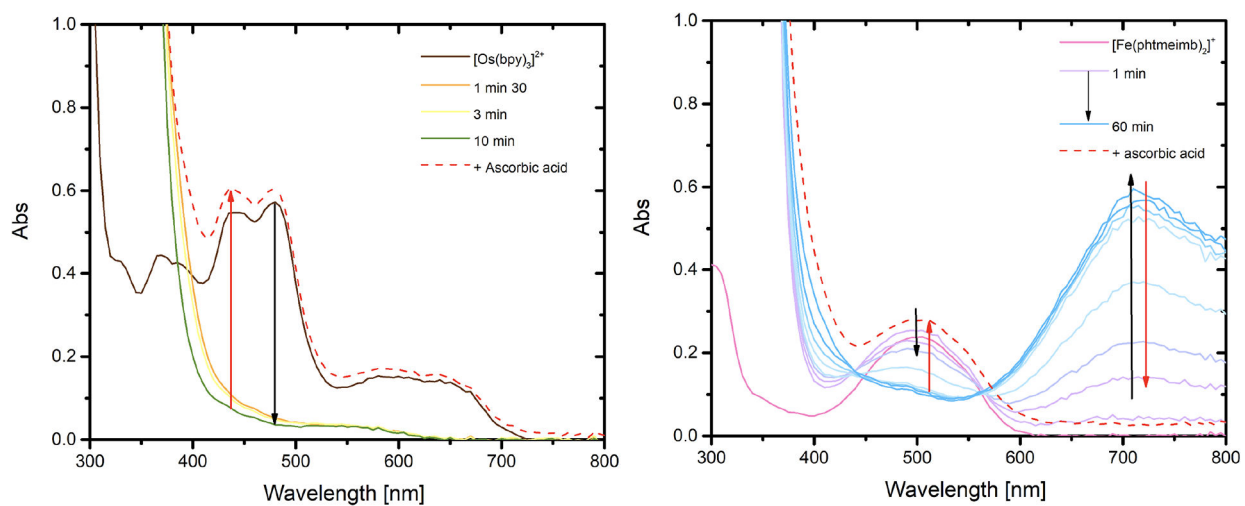 1.0
0.8
0.6
0.4
0.2
0.0
Abs
300 400 500 600 700 800
Wavelength [nm]
[Os(bpy)₃]²⁺
1 min 30
3 min
10 min
+ Ascorbic acid
1.0
0.8
0.6
0.4
0.2
0.0
Abs
300 400 500 600 700 800
Wavelength [nm]
[Fe(phtmeimb)₂]⁺
1 min
60 min
+ ascorbic acid